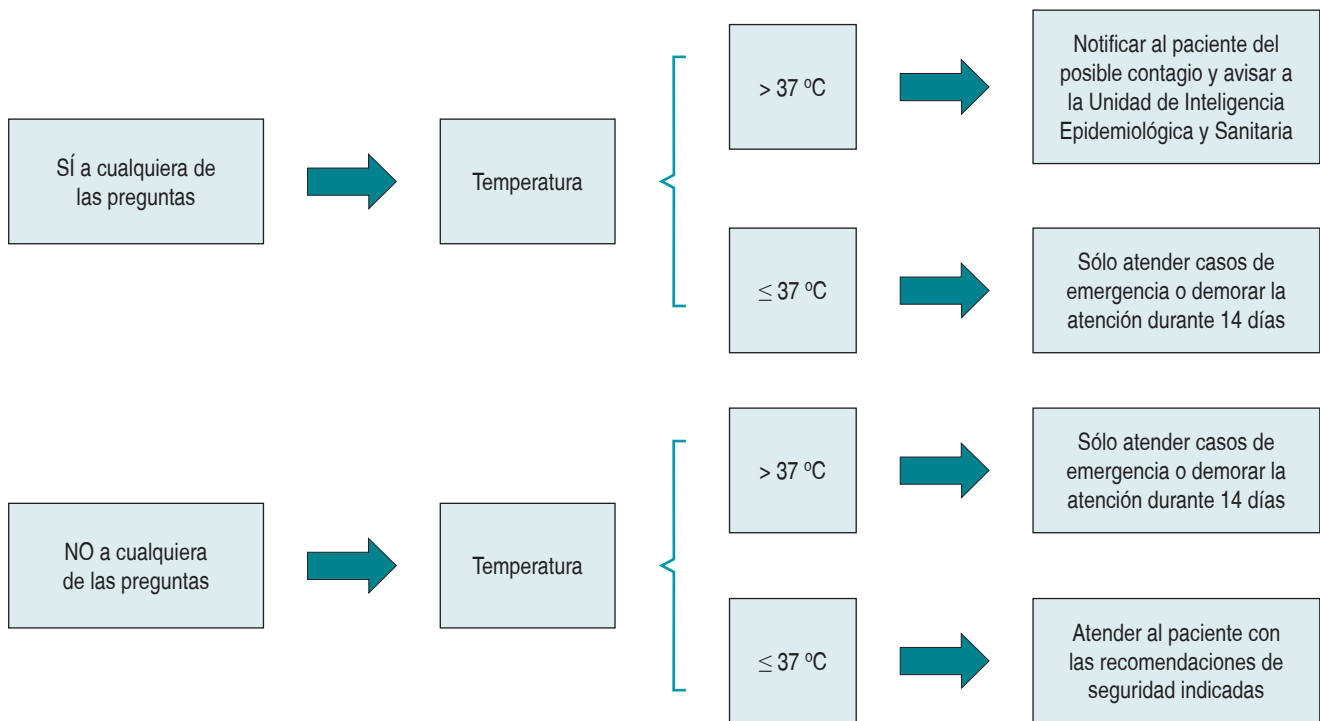 SÍ a cualquiera de
las preguntas
Temperatura
> 37 ºC
Notificar al paciente del
posible contagio y avisar a
la Unidad de Inteligencia
Epidemiológica y Sanitaria
≤ 37 ºC
Sólo atender casos de
emergencia o demorar la
atención durante 14 días
NO a cualquiera
de las preguntas
Temperatura
> 37 ºC
Sólo atender casos de
emergencia o demorar la
atención durante 14 días
≤ 37 ºC
Atender al paciente con
las recomendaciones de
seguridad indicadas